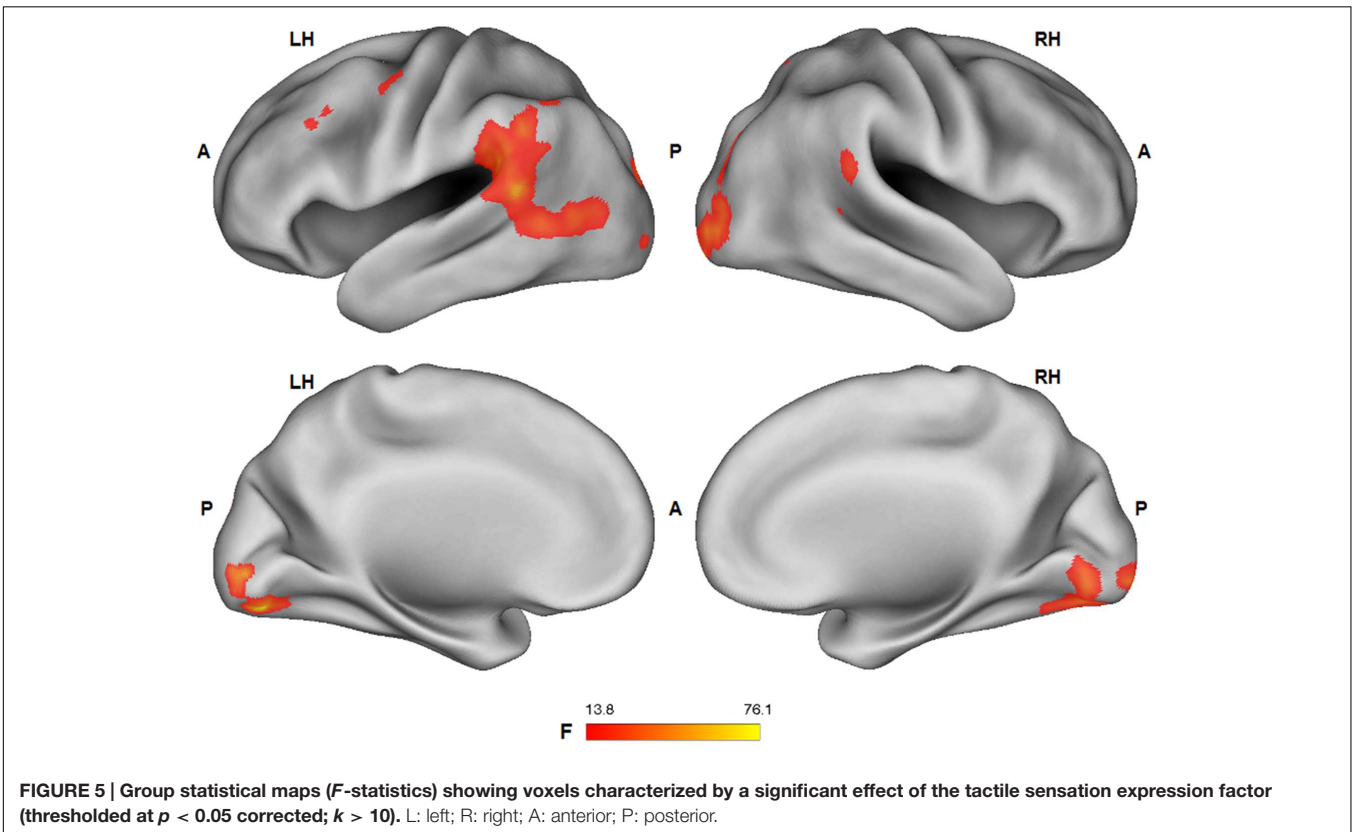 LH RH
A P A
LH RH
P A P
13.8 76.1
F
FIGURE 5 | Group statistical maps (F-statistics) showing voxels characterized by a significant effect of the tactile sensation expression factor
(thresholded at p < 0.05 corrected; k > 10). L: left; R: right; A: anterior; P: posterior.